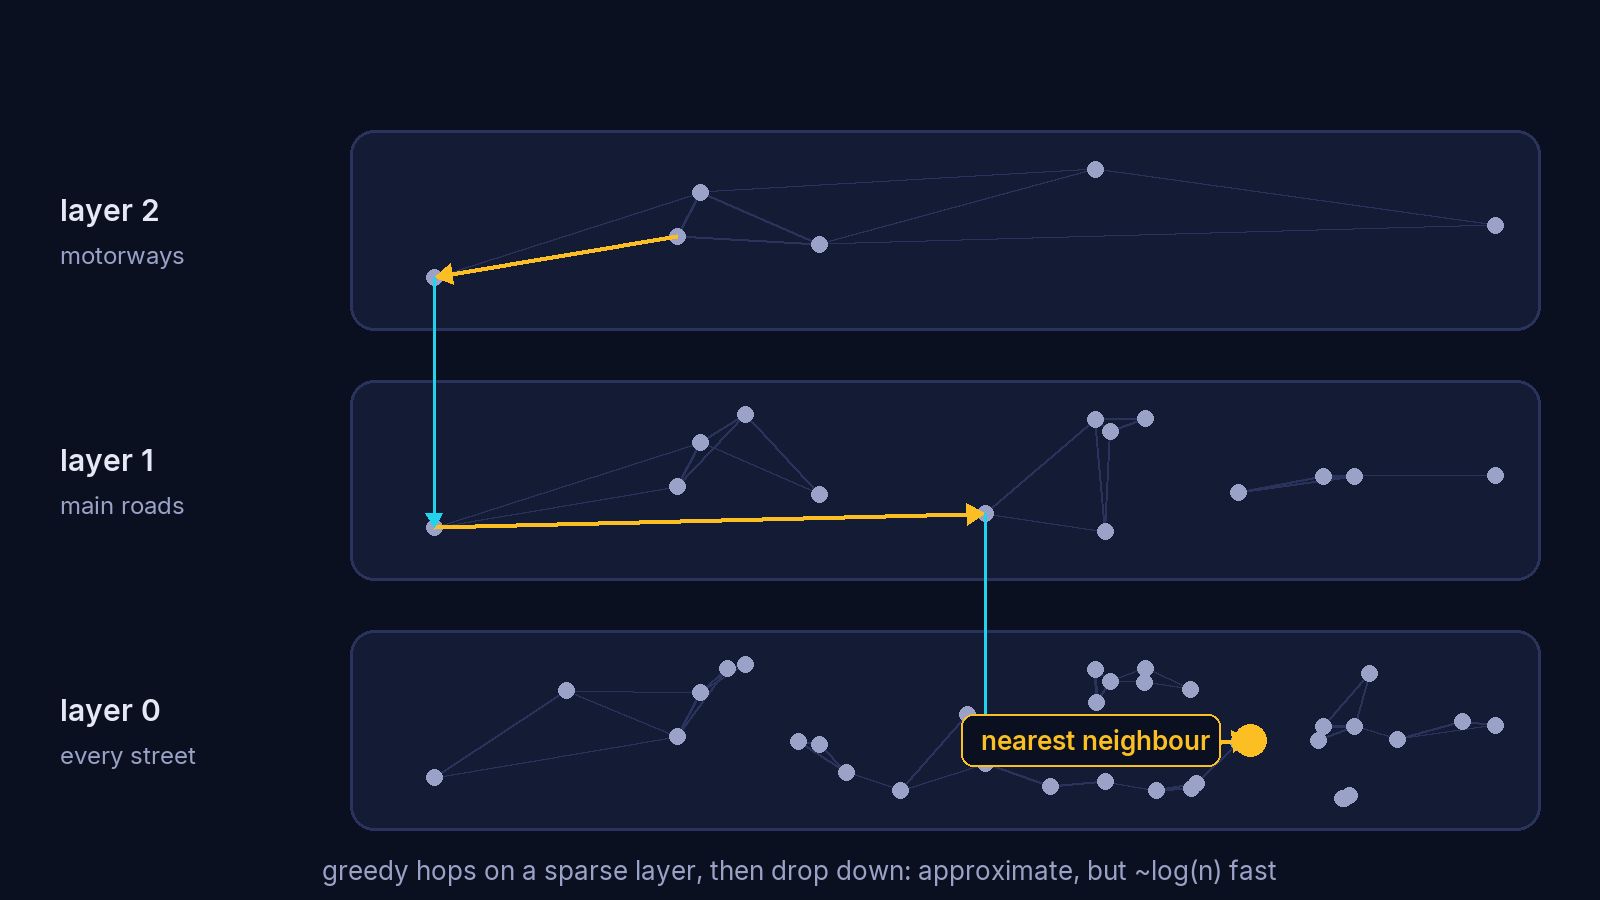 layer 2
motorways
layer 1
main roads
layer 0
every street
nearest neighbour
greedy hops on a sparse layer, then drop down: approximate, but ~log(n) fast